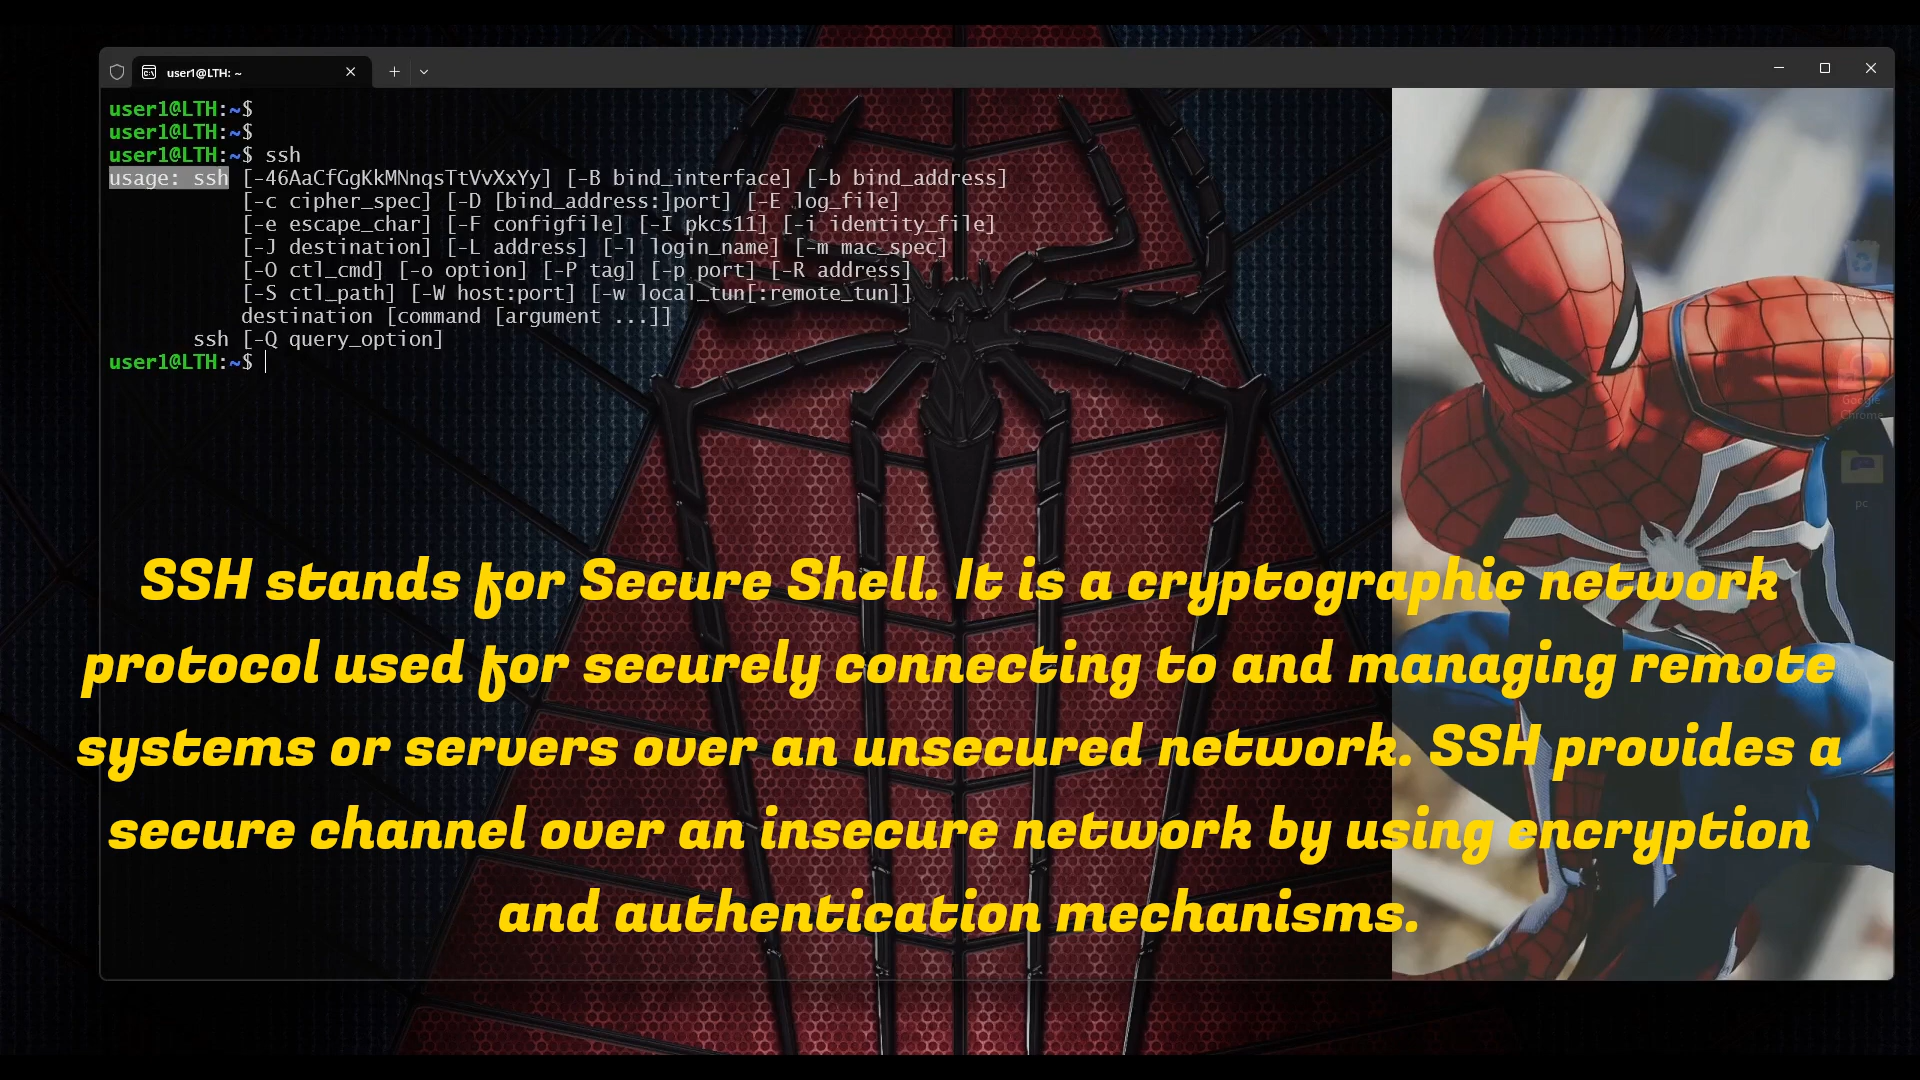 user1@LTH: ~
user1@LTH:~$
user1@LTH:~$
user1@LTH:~$ ssh
usage: ssh [-46AaCfGgKkMNnqsTtVvXxYy] [-B bind_interface] [-b bind_address]
[-c cipher_spec] [-D [bind_address:]port] [-E log_file]
[-e escape_char] [-F configfile] [-I pkcs11] [-i identity_file]
[-J destination] [-L address] [-l login_name] [-m mac_spec]
[-O ctl_cmd] [-o option] [-P tag] [-p port] [-R address]
[-S ctl_path] [-W host:port] [-w local_tun[:remote_tun]]
destination [command [argument ...]]
ssh [-Q query_option]
user1@LTH:~$
Google
Chrome
pc
SSH stands for Secure Shell. It is a cryptographic network
protocol used for securely connecting to and managing remote
systems or servers over an unsecured network. SSH provides a
secure channel over an insecure network by using encryption
and authentication mechanisms.